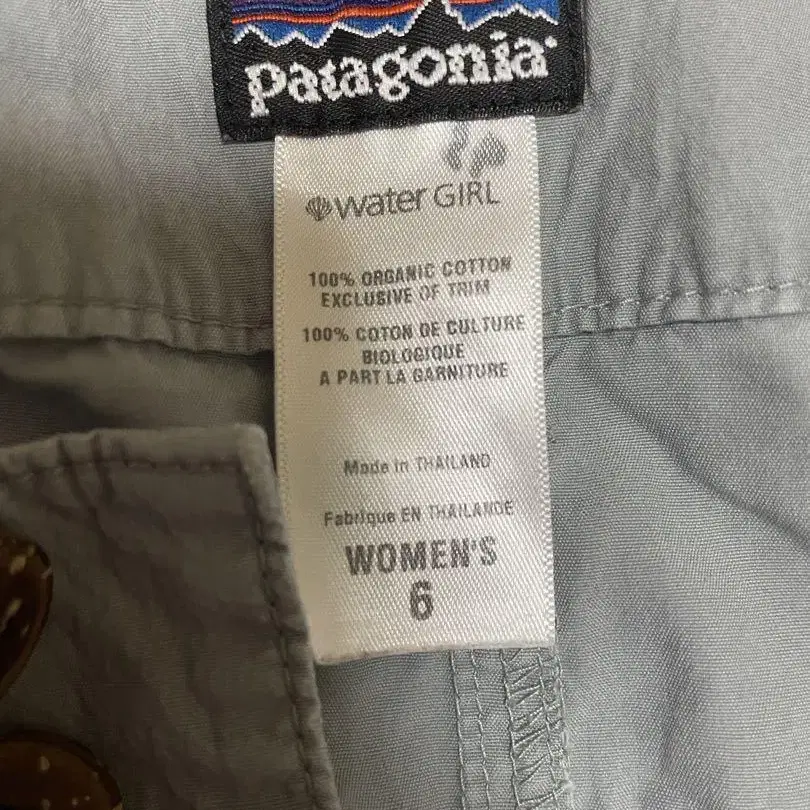 patagonia
water GIRL
100% ORGANIC COTTON
EXCLUSIVE OF TRIM
100% COTON DE CULTURE
BIOLOGIQUE
A PART LA GARNITURE
Made in THAILAND
Fabrique EN THAILANDE
WOMEN'S
6